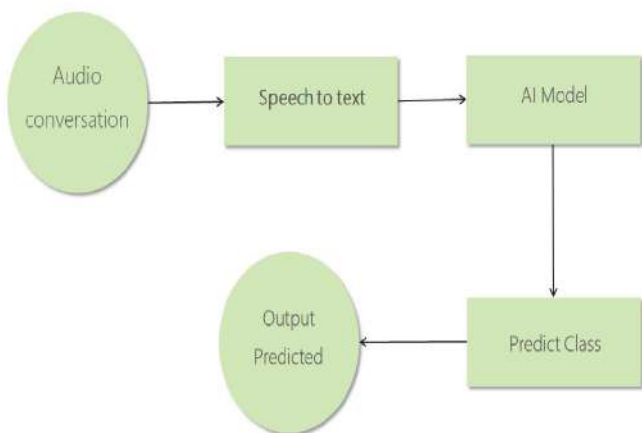 Audio
conversation
Speech to text
AI Model
Predict Class
Output
Predicted